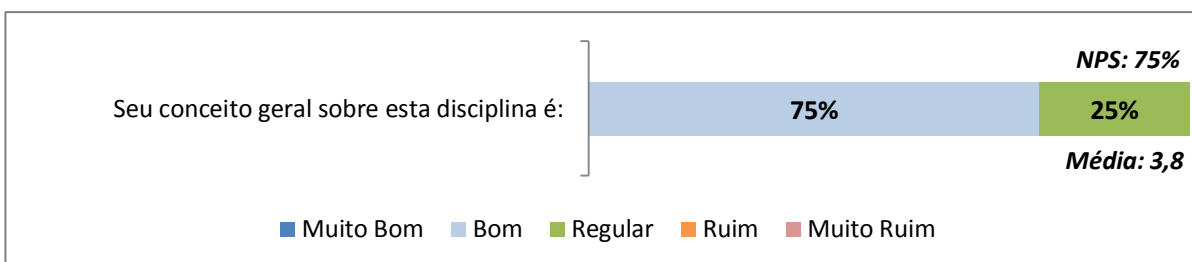 NPS: 75%
Seu conceito geral sobre esta disciplina é:
75%
25%
Média: 3,8
Muito Bom
Bom
Regular
Ruim
Muito Ruim